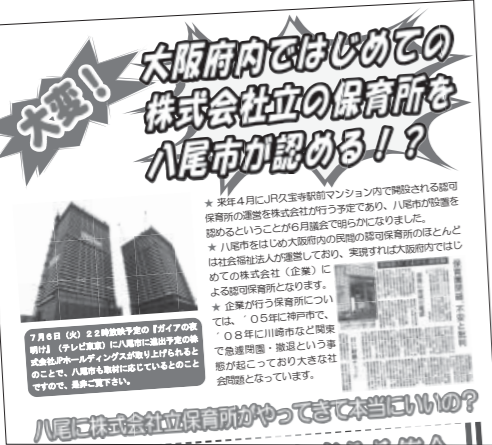 大変！
大阪府内ではじめての
株式会社立の保育所を
八尾市が認める！？
★ 来年４月にJR久宝寺駅前マンション内で開設される認可
保育所の運営を株式会社が行う予定であり、八尾市が設置を
認めるということが６月議会で明らかになりました。
★ 八尾市をはじめ大阪府内の民間の認可保育所のほとんど
は社会福祉法人が運営しており、実現すれば大阪府内ではじ
めての株式会社（企業）に
よる認可保育所となります。
★ 企業が行う保育所につい
ては、´０５年に神戸市で、
´０８年に川崎市など関東
で急遽閉園・撤退という事
態が起こっており大きな社
会問題となっています。
７月６日（火）２２時放映予定の『ガイアの夜
明け』（テレビ東京）に八尾市に進出予定の株
式会社JPホールディングスが取り上げられると
のことで、八尾市も取材に応じているとのこと
ですので、是非ご覧下さい。
八尾に株式会社立保育所がやってきて本当にいいの？